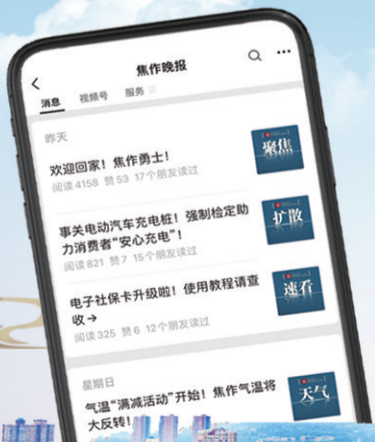 焦作晚报
消息 视频号 服务
昨天
欢迎回家！焦作勇士！
阅读 4158 赞 53 17个朋友读过
聚焦
事关电动汽车充电桩！强制检定助
力消费者“安心充电”！
阅读 821 赞 7 15个朋友读过
扩散
电子社保卡升级啦！使用教程请查
收→
阅读 325 赞 6 12个朋友读过
速看
星期日
气温“满减活动”开始！焦作气温将
大反转！
天气